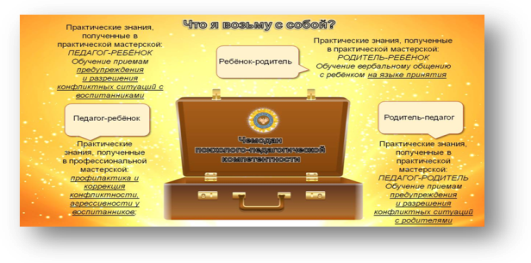 Что я возьму с собой?
Практические знания,
полученные в
практической мастерской:
ПЕДАГОГ-РЕБЕНОК
Обучение приемам
предупреждения
и разрешения
конфликтных ситуаций с
воспитанниками
Ребёнок-родитель
Практические знания, полученные
в практической мастерской:
РОДИТЕЛЬ-РЕБЕНОК
Обучение вербальному общению
с ребёнком на языке принятия
Педагог-ребёнок
Практические
знания, полученные
в профессиональной
мастерской:
профилактика и
коррекция
конфликтности,
агрессивности у
воспитанников;
Чемодан
психолого-педагогической
компетентности
Родитель-педагог
Практические
знания, полученные в
практической
мастерской:
ПЕДАГОГ-РОДИТЕЛЬ
Обучение приемам
предупреждения
и разрешения
конфликтных ситуаций
с родителями